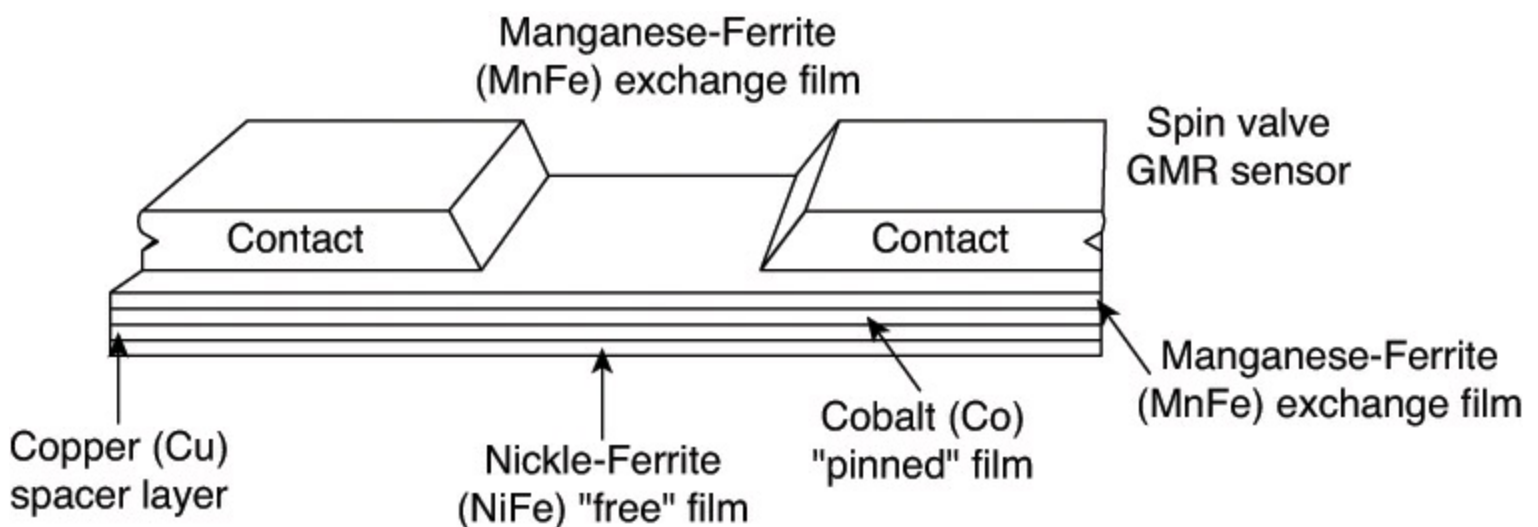 Manganese-Ferrite
(MnFe) exchange film
Spin valve
GMR sensor
Contact
Contact
Manganese-Ferrite
(MnFe) exchange film
Cobalt (Co)
"pinned" film
Copper (Cu)
spacer layer
Nickle-Ferrite
(NiFe) "free" film